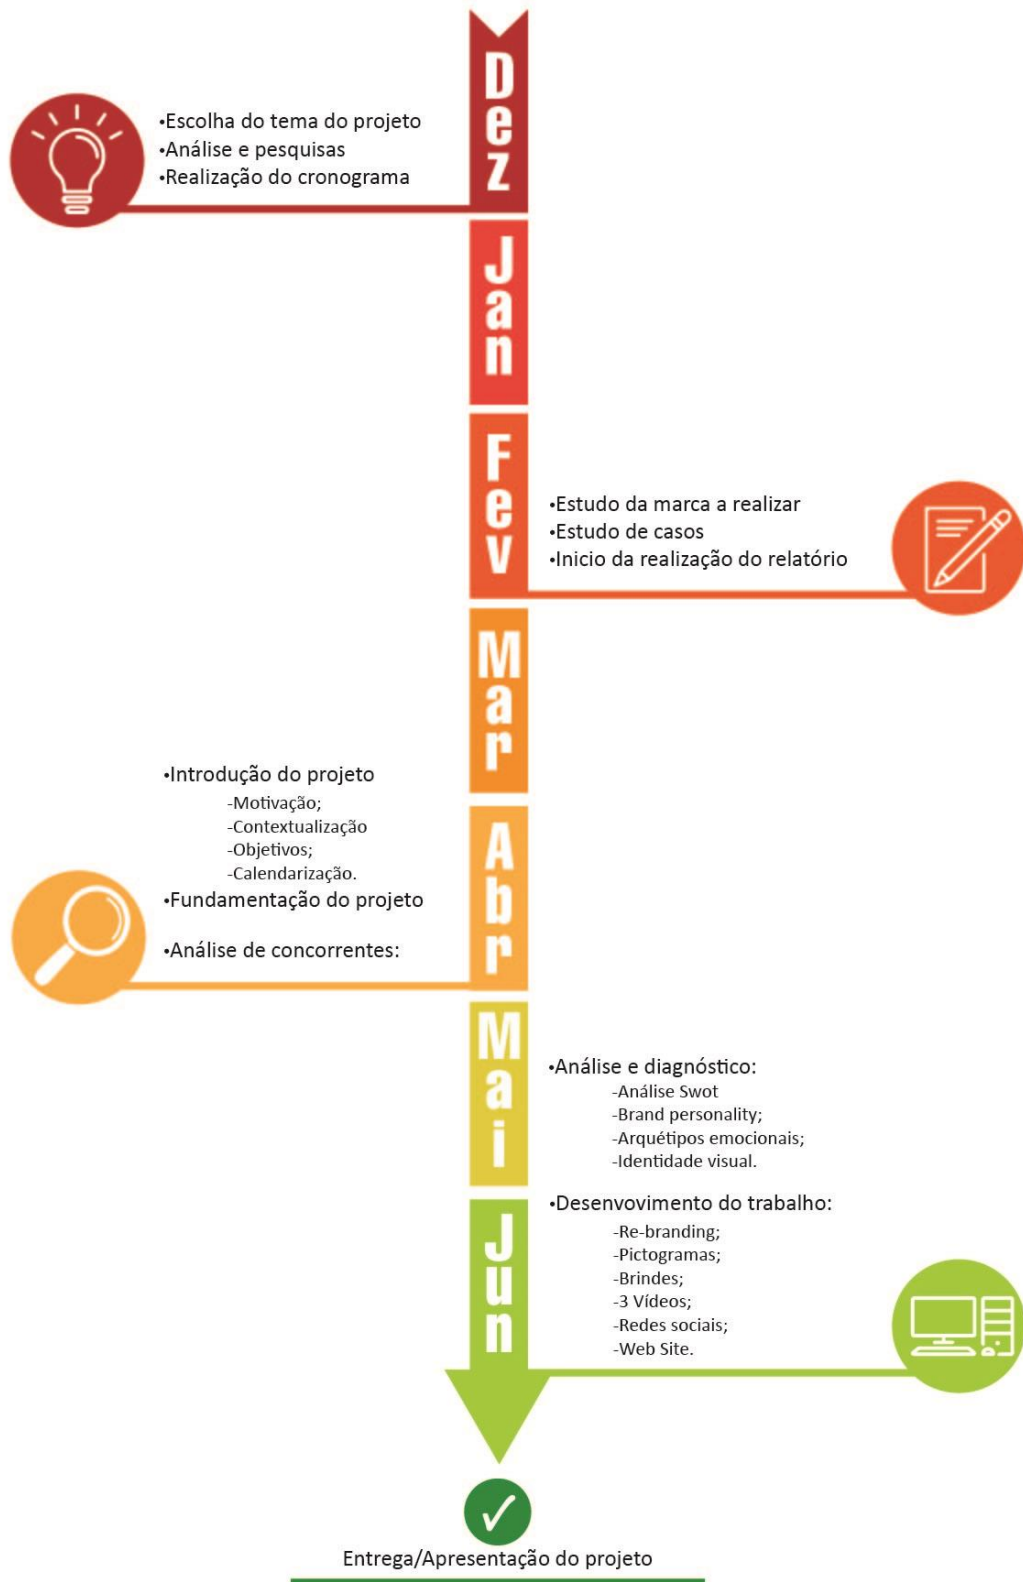 Dez
•Escolha do tema do projeto
•Análise e pesquisas
•Realização do cronograma
Jan
Fev
•Estudo da marca a realizar
•Estudo de casos
•Inicio da realização do relatório
Mar
•Introdução do projeto
-Motivação;
-Contextualização
-Objetivos;
-Calendarização.
•Fundamentação do projeto
•Análise de concorrentes:
Abr
Mai
•Análise e diagnóstico:
-Análise Swot
-Brand personality;
-Arquétipos emocionais;
-Identidade visual.
Jun
•Desenvovimento do trabalho:
-Re-branding;
-Pictogramas;
-Brindes;
-3 Vídeos;
-Redes sociais;
-Web Site.
Entrega/Apresentação do projeto